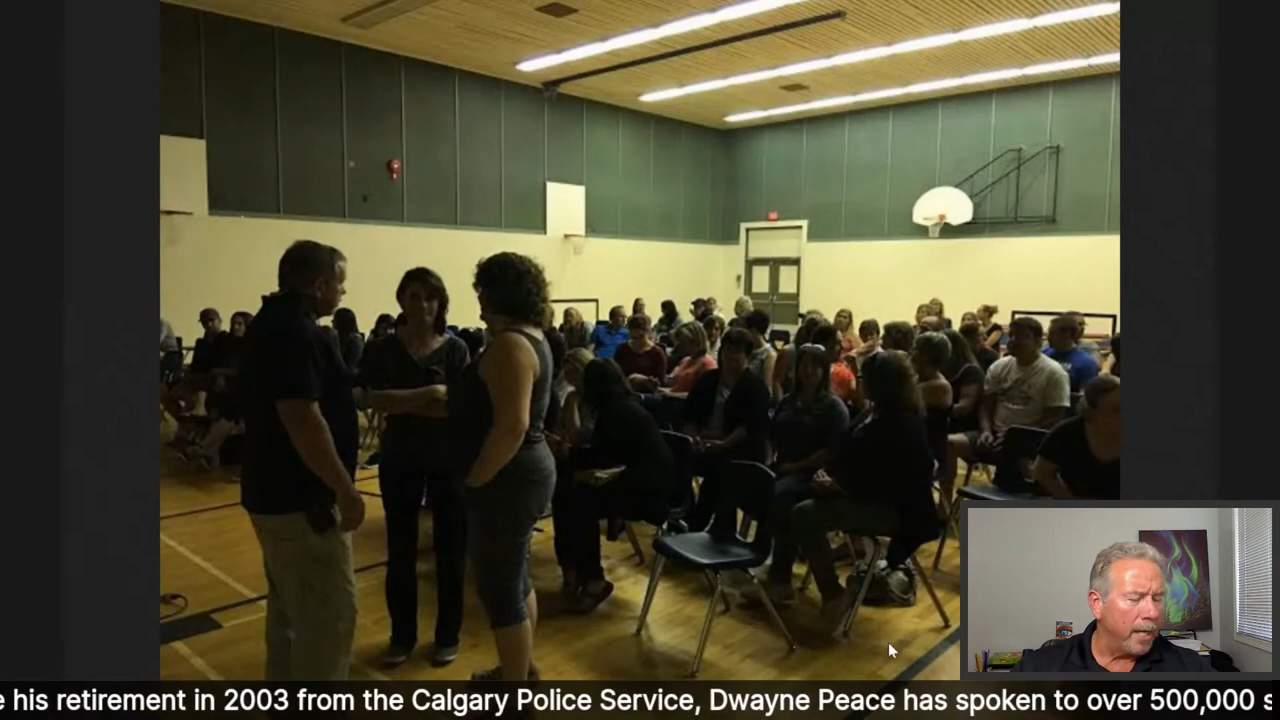 e his retirement in 2003 from the Calgary Police Service, Dwayne Peace has spoken to over 500,000 s